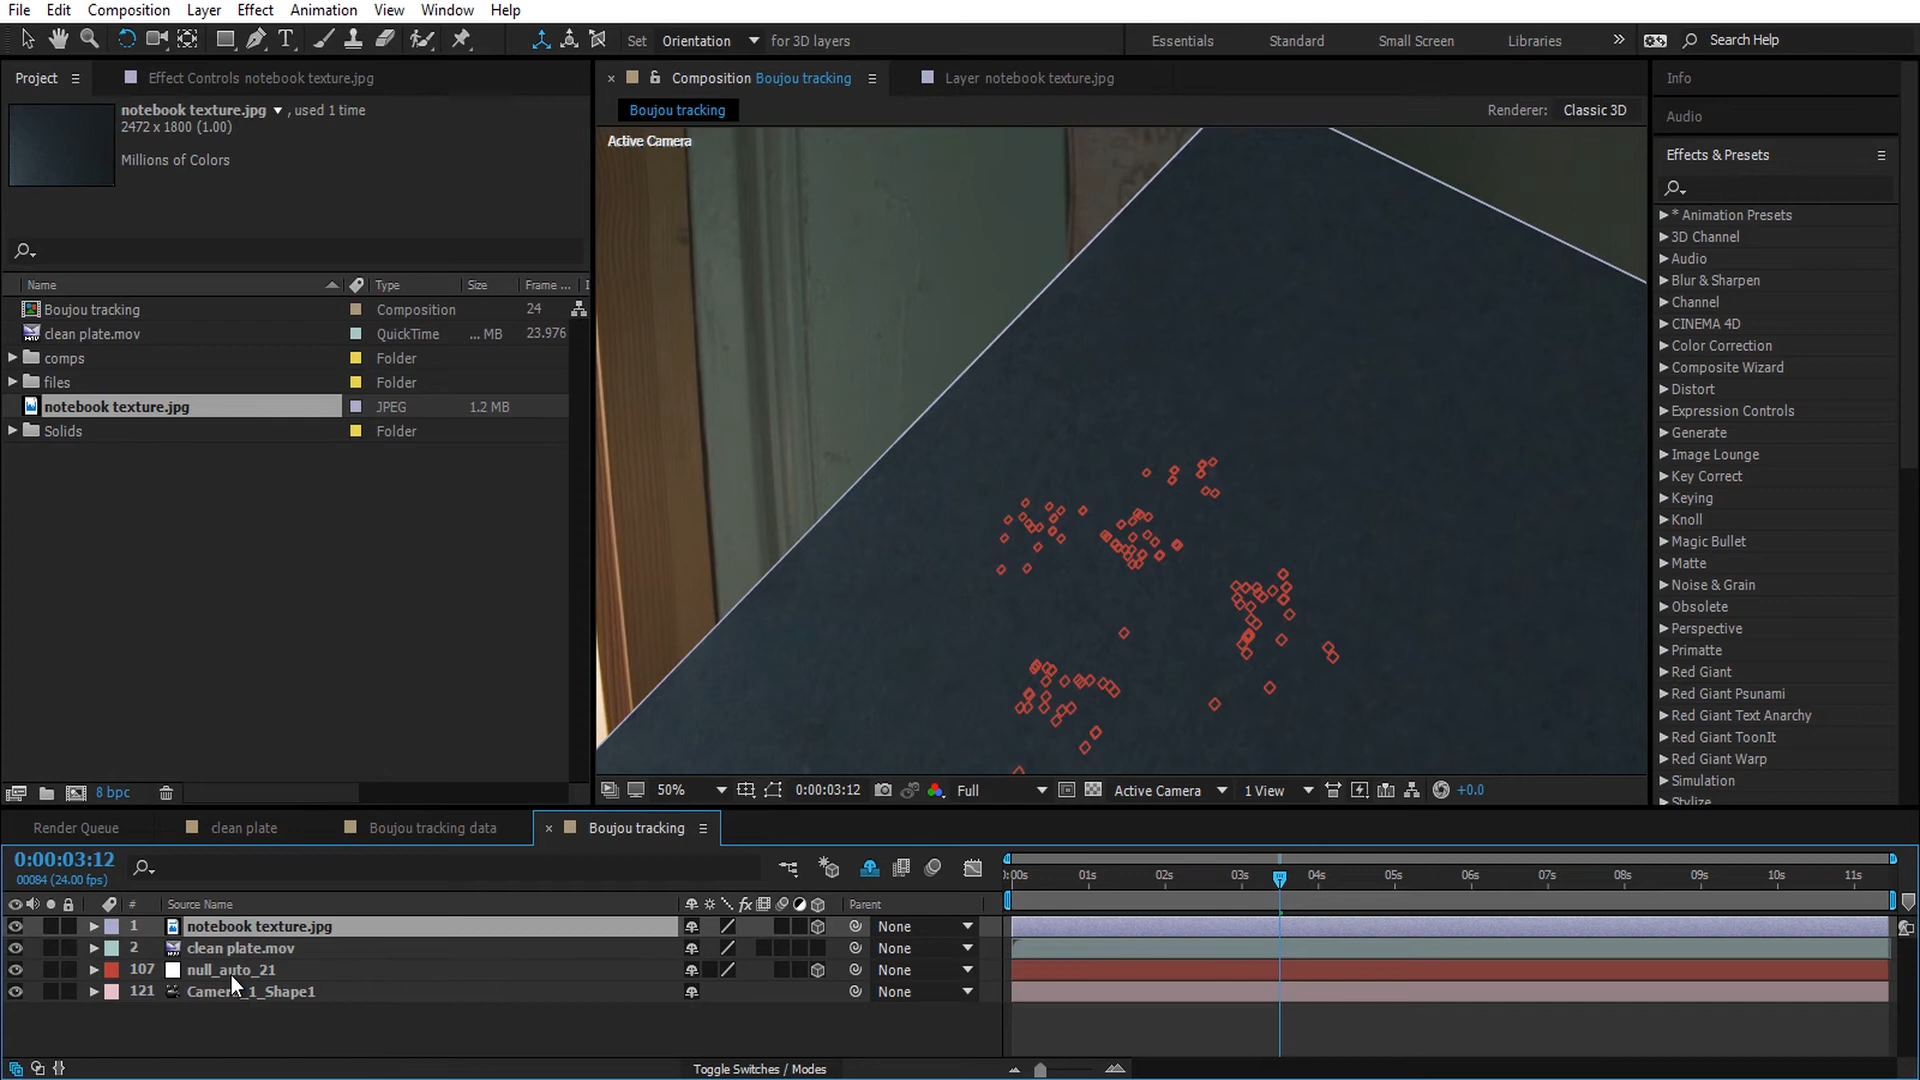 File Edit Composition Layer Effect Animation View Window Help
Set Orientation for 3D layers Essentials Standard Small Screen Libraries » Search Help
Project Effect Controls notebook texture.jpg
notebook texture.jpg , used 1 time
2472 x 1800 (1.00)
Millions of Colors
Name Type Size Frame ...
Boujou tracking Composition 24
clean plate.mov QuickTime ... MB 23.976
comps Folder
files Folder
notebook texture.jpg JPEG 1.2 MB
Solids Folder
8 bpc
× Composition Boujou tracking Layer notebook texture.jpg
Boujou tracking Renderer: Classic 3D
Active Camera
50% 0:00:03:12 Full Active Camera 1 View +0.0
Info
Audio
Effects & Presets
* Animation Presets
3D Channel
Audio
Blur & Sharpen
Channel
CINEMA 4D
Color Correction
Composite Wizard
Distort
Expression Controls
Generate
Image Lounge
Key Correct
Keying
Knoll
Magic Bullet
Matte
Noise & Grain
Obsolete
Perspective
Primatte
Red Giant
Red Giant Psunami
Red Giant Text Anarchy
Red Giant ToonIt
Red Giant Warp
Simulation
Stylize
Render Queue clean plate Boujou tracking data × Boujou tracking
0:00:03:12
00084 (24.00 fps)
:00s 01s 02s 03s 04s 05s 06s 07s 08s 09s 10s 11s
# Source Name fx Parent
1 notebook texture.jpg None
2 clean plate.mov None
107 null_auto_21 None
121 Camera_1_Shape1 None
Toggle Switches / Modes